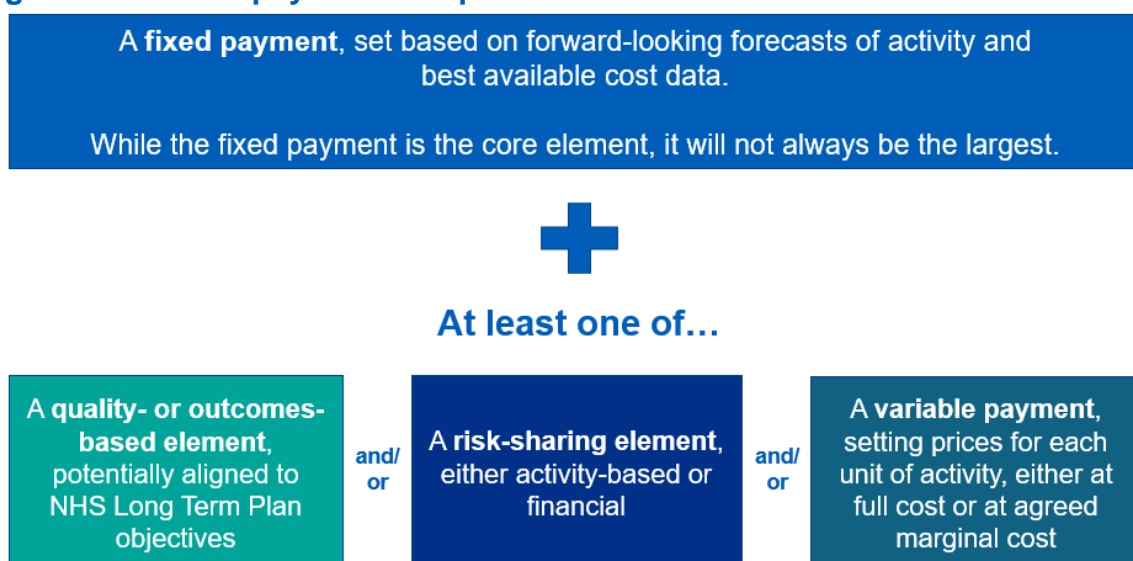 A fixed payment, set based on forward-looking forecasts of activity and
best available cost data.
While the fixed payment is the core element, it will not always be the largest.
At least one of…
A quality- or outcomes-
based element,
potentially aligned to
NHS Long Term Plan
objectives
and/
or
A risk-sharing element,
either activity-based or
financial
and/
or
A variable payment,
setting prices for each
unit of activity, either at
full cost or at agreed
marginal cost